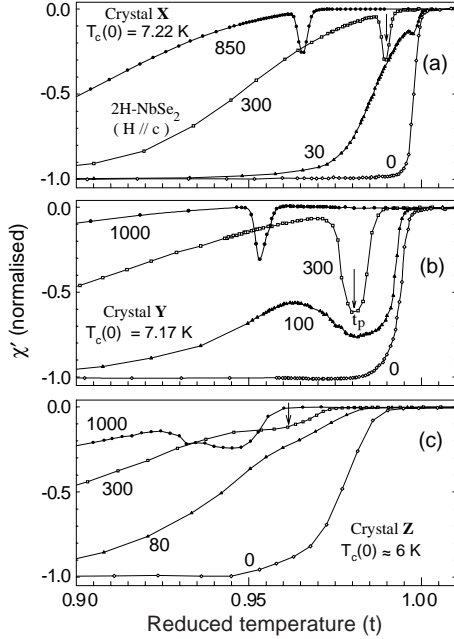 Crystal X
T_c(0) = 7.22 K
850
0.0
-0.5
-1.0
300
2H-NbSe₂
( H // c )
30
0
(a)
1000
0.0
-0.5
-1.0
300
(b)
t_p
Crystal Y
T_c(0) = 7.17 K
100
0
χ′ (normalised)
0.0
-0.5
-1.0
1000
300
80
0
(c)
Crystal Z
T_c(0) ≈ 6 K
0.90 0.95 1.00
Reduced temperature (t)